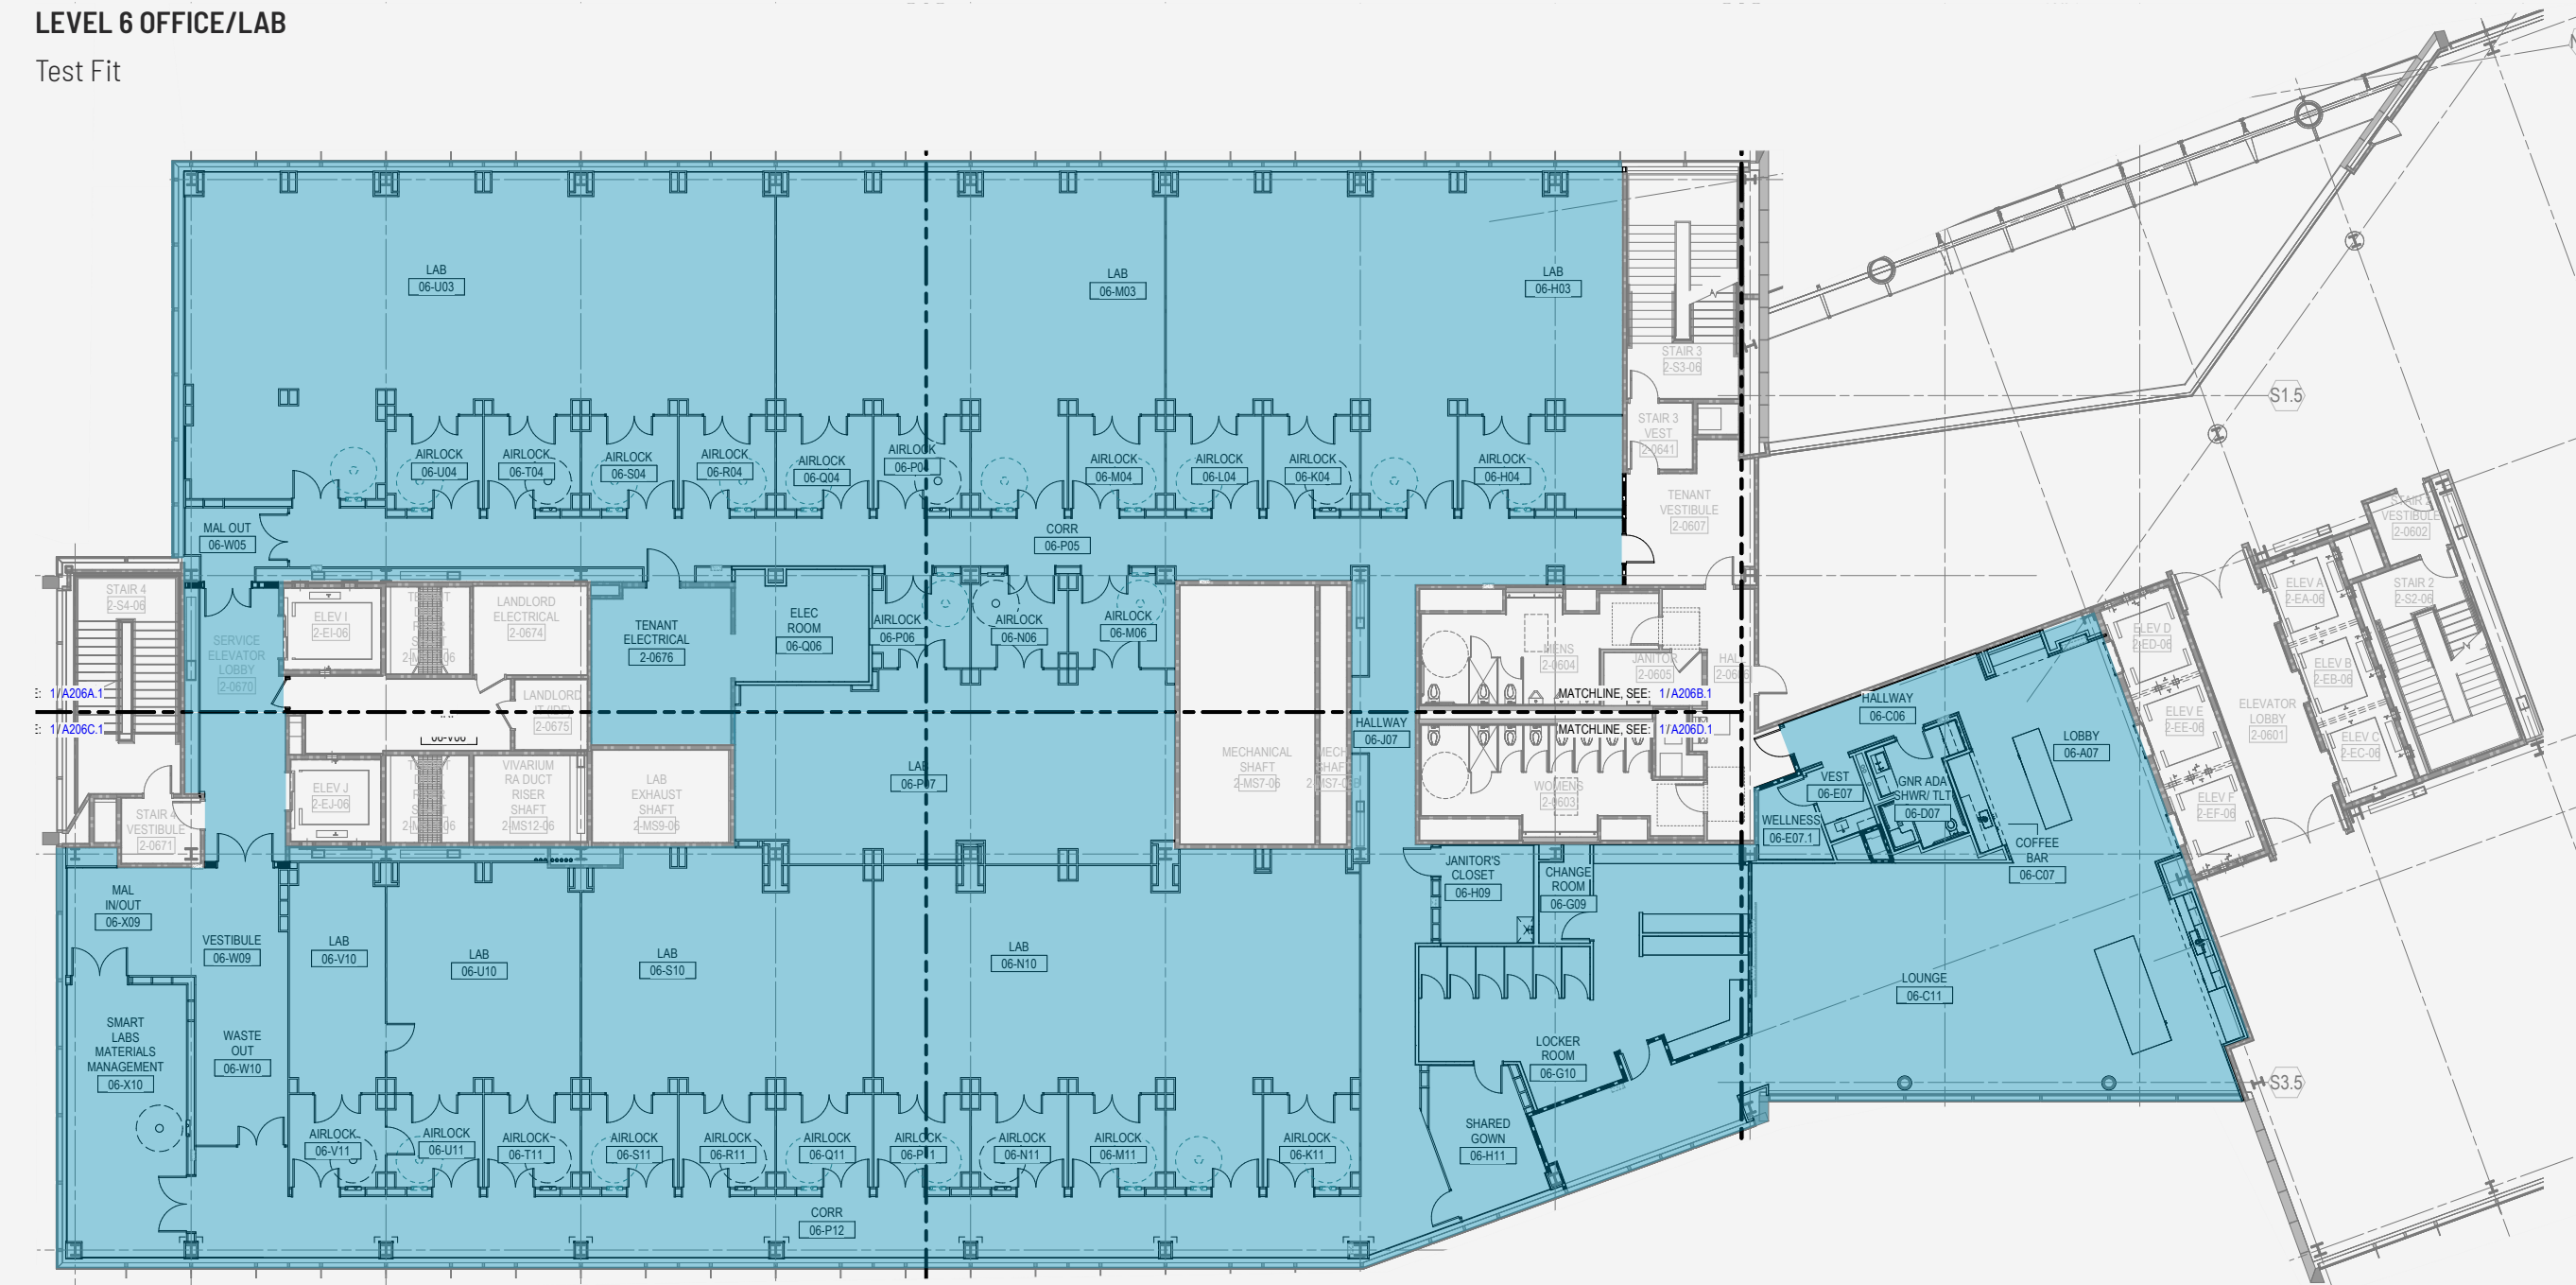 LEVEL 6 OFFICE/LAB
Test Fit
LAB
06-U03
LAB
06-M03
LAB
06-H03
STAIR 3
2-S3-06
S1.5
STAIR 3
VEST
2-0641
AIRLOCK
06-U04
AIRLOCK
06-T04
AIRLOCK
06-S04
AIRLOCK
06-R04
AIRLOCK
06-Q04
AIRLOCK
AIRLOCK
06-M04
AIRLOCK
06-L04
AIRLOCK
06-K04
AIRLOCK
06-H04
TENANT
VESTIBULE
2-0607
MAL OUT
06-W05
CORR
06-P05
STAIR 2
VESTIBULE
2-0602
STAIR 4
2-S4-06
ELEV I
2-EI-06
LANDLORD
ELECTRICAL
2-0674
SERVICE
ELEVATOR
LOBBY
2-0670
TENANT
ELECTRICAL
2-0676
ELEC
ROOM
06-Q06
AIRLOCK
06-P06
AIRLOCK
06-N06
AIRLOCK
06-M06
MENS
2-0604
JANITOR
2-0605
ELEV D
2-ED-06
ELEV A
2-EA-06
STAIR 2
2-S2-06
ELEV B
2-EB-06
ELEV E
2-EE-06
ELEVATOR
LOBBY
2-0601
ELEV C
2-EC-06
ELEV F
2-EF-06
1/A206A.1
1/A206C.1
LANDLORD
2-0675
MATCHLINE, SEE: 1/A206B.1
MATCHLINE, SEE: 1/A206D.1
HALLWAY
06-J07
HALLWAY
06-C06
LOBBY
06-A07
ELEV J
2-EJ-06
VIVARIUM
RA DUCT
RISER
SHAFT
2-MS12-06
LAB
EXHAUST
SHAFT
2-MS9-06
LAB
06-P07
MECHANICAL
SHAFT
2-MS7-06
WOMENS
2-0603
VEST
06-E07
GNR ADA
SHWR/ TLT
06-D07
WELLNESS
06-E07.1
COFFEE
BAR
06-C07
STAIR 4
VESTIBULE
2-0671
MAL
IN/OUT
06-X09
VESTIBULE
06-W09
LAB
06-V10
LAB
06-U10
LAB
06-S10
LAB
06-N10
JANITOR'S
CLOSET
06-H09
CHANGE
ROOM
06-G09
LOUNGE
06-C11
SMART
LABS
MATERIALS
MANAGEMENT
06-X10
WASTE
OUT
06-W10
LOCKER
ROOM
06-G10
S3.5
AIRLOCK
06-V11
AIRLOCK
06-U11
AIRLOCK
06-T11
AIRLOCK
06-S11
AIRLOCK
06-R11
AIRLOCK
06-Q11
AIRLOCK
AIRLOCK
06-N11
AIRLOCK
06-M11
AIRLOCK
06-K11
SHARED
GOWN
06-H11
CORR
06-P12